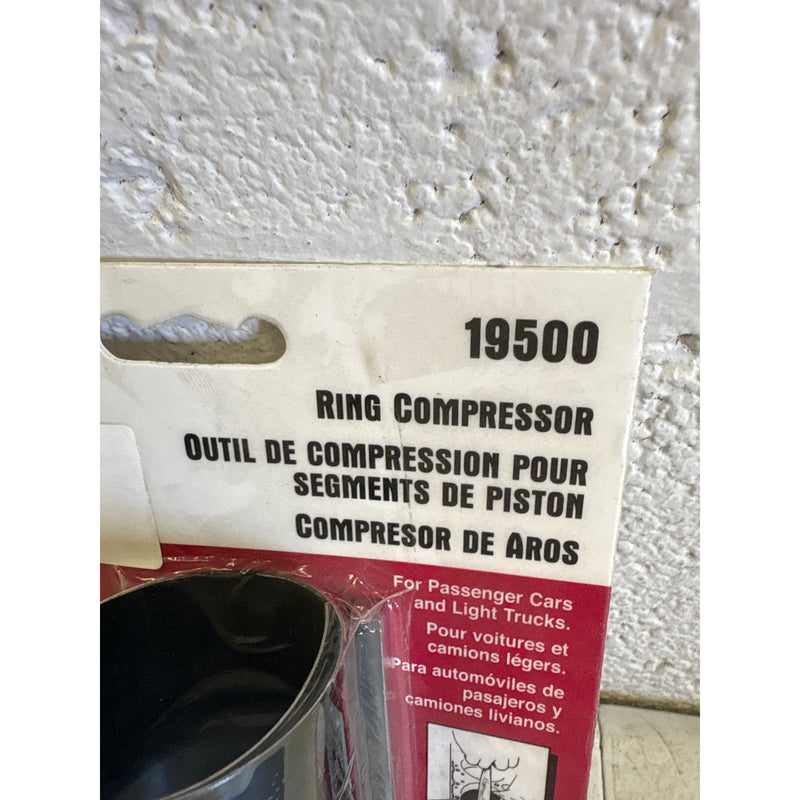 19500
RING COMPRESSOR
OUTIL DE COMPRESSION POUR
SEGMENTS DE PISTON
COMPRESOR DE AROS
For Passenger Cars
and Light Trucks.
Pour voitures et
camions légers.
Para automóviles de
pasajeros y
camiones livianos.